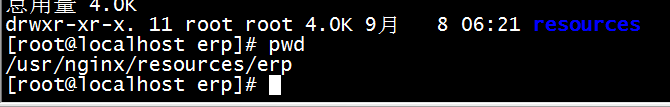 总用量 4.0K
drwxr-xr-x. 11 root root 4.0K 9月   8 06:21 resources
[root@localhost erp]# pwd
/usr/nginx/resources/erp
[root@localhost erp]#